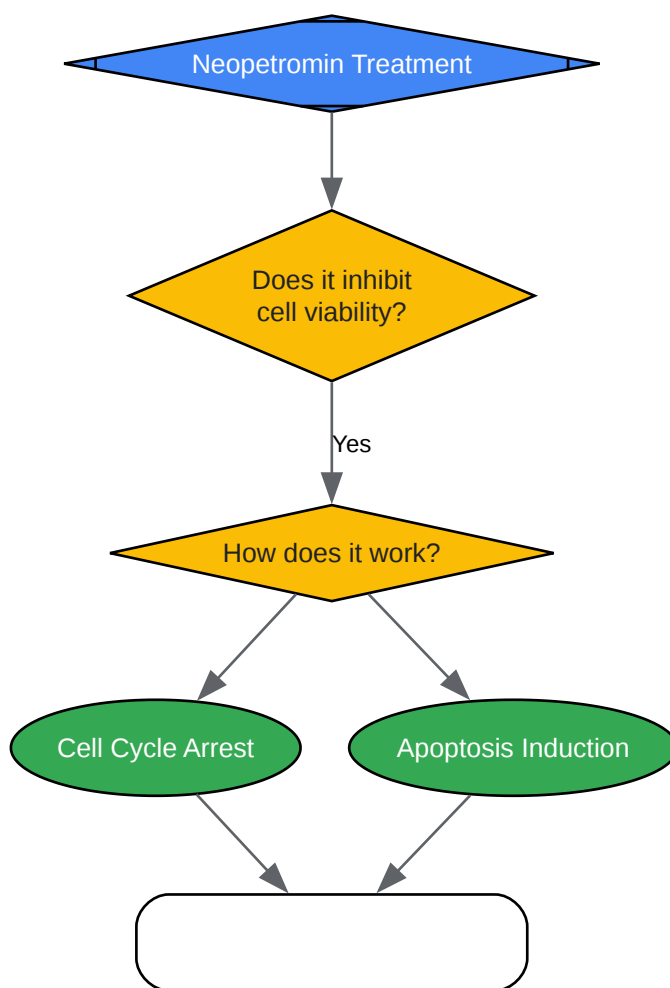 Neopetromin Treatment
Does it inhibit
cell viability?
Yes
How does it work?
Cell Cycle Arrest
Apoptosis Induction